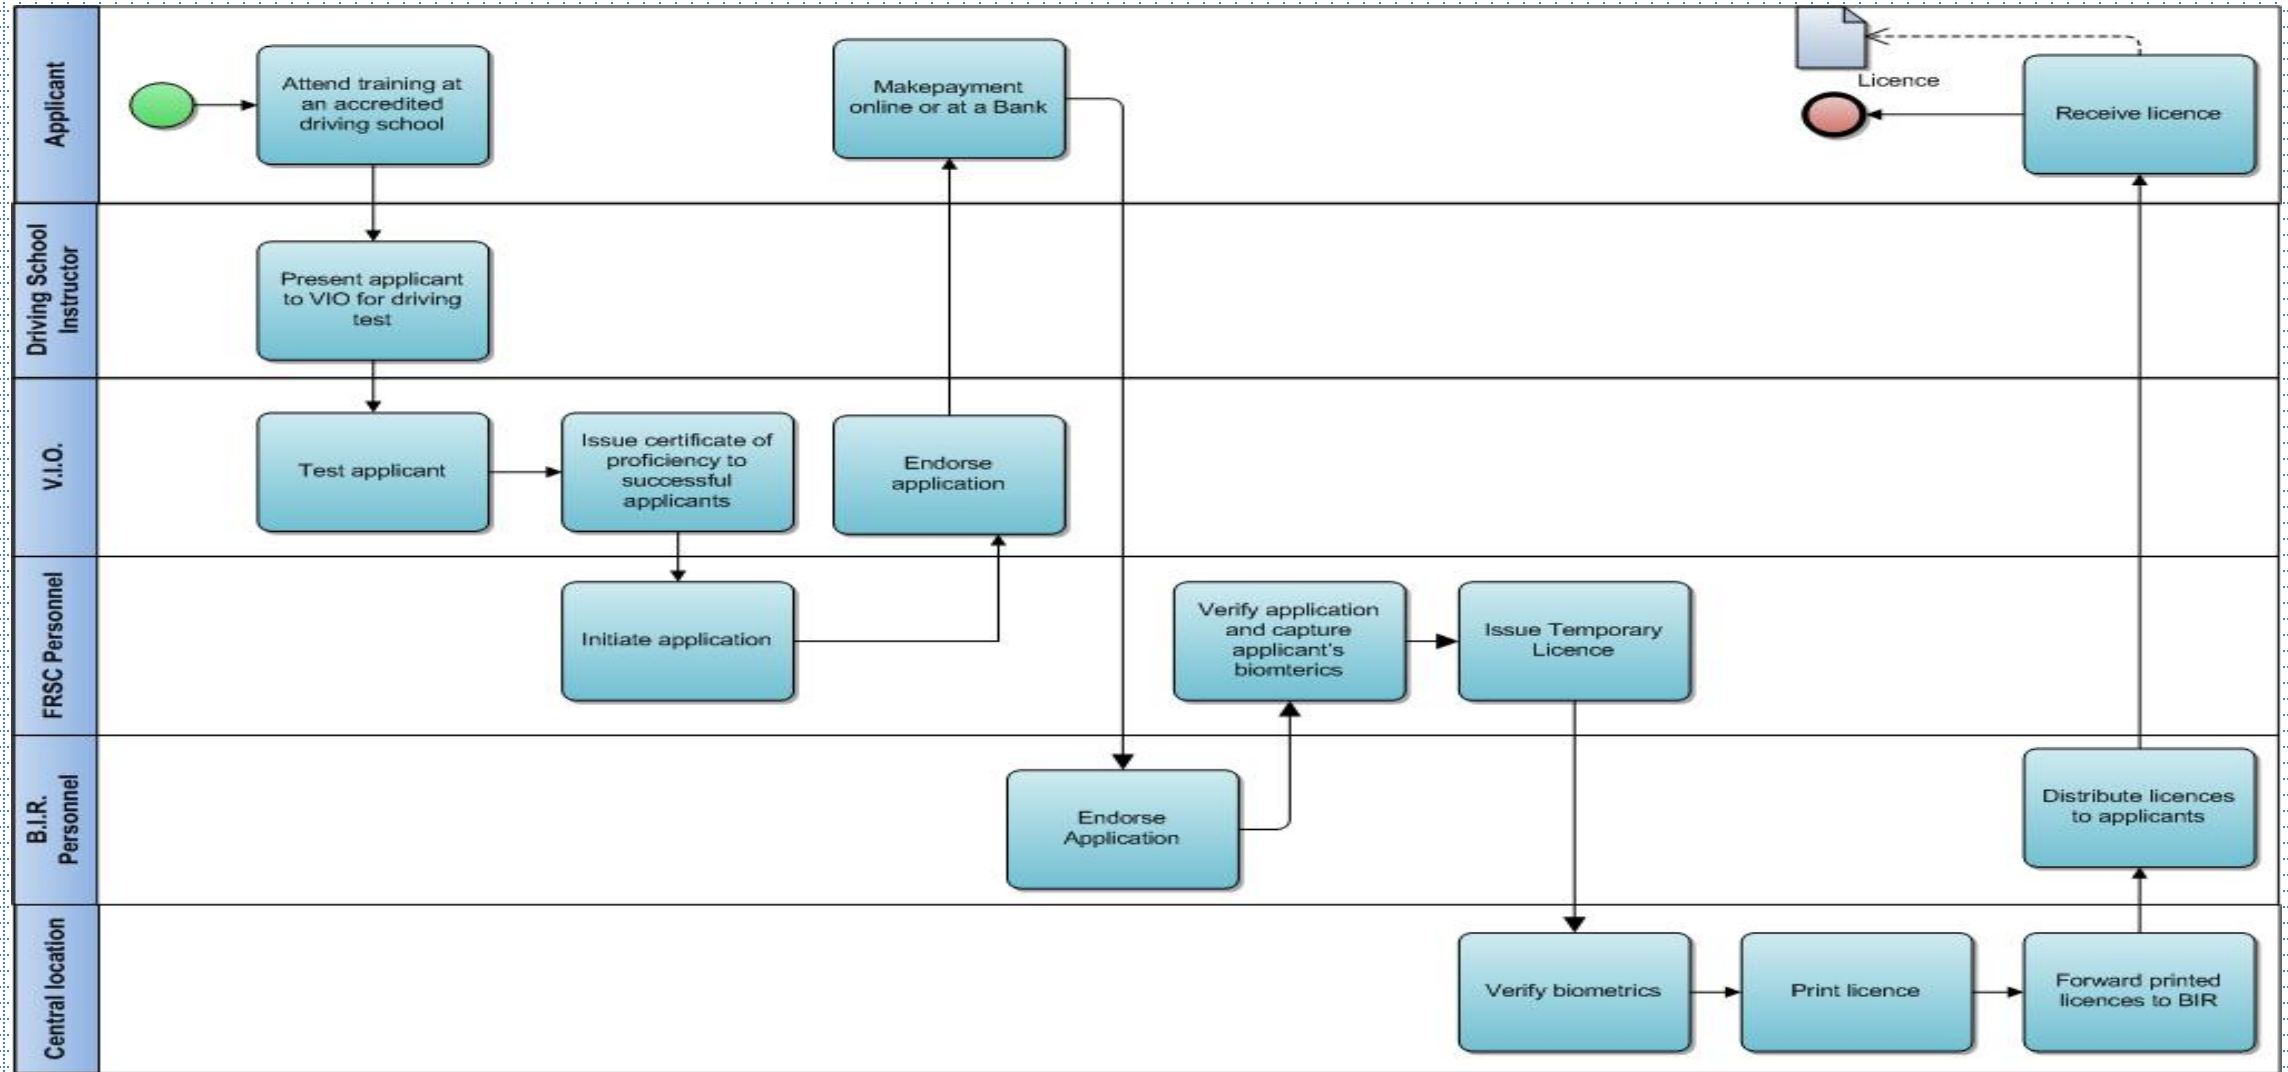 Applicant
Attend training at
an accredited
driving school
Makepayment
online or at a Bank
Licence
Receive licence
Driving School
Instructor
Present applicant
to VIO for driving
test
V.I.O.
Test applicant
Issue certificate of
proficiency to
successful
applicants
Endorse
application
FRSC Personnel
Initiate application
Verify application
and capture
applicant's
biomterics
Issue Temporary
Licence
B.I.R.
Personnel
Endorse
Application
Distribute licences
to applicants
Central location
Verify biometrics
Print licence
Forward printed
licences to BIR